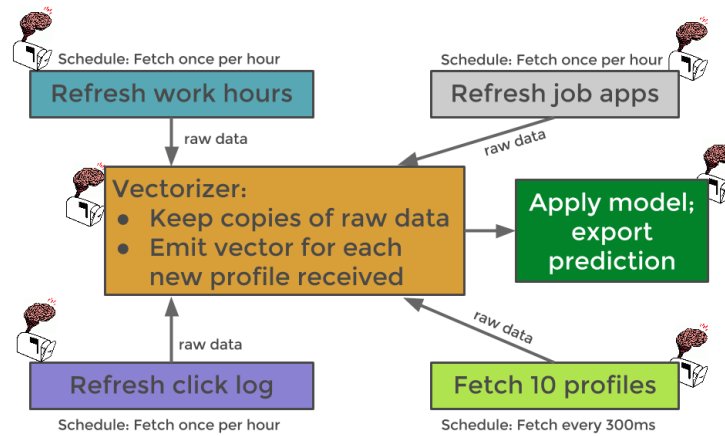 Schedule: Fetch once per hour
Refresh work hours
raw data
Schedule: Fetch once per hour
Refresh job apps
raw data
Vectorizer:
● Keep copies of raw data
● Emit vector for each
new profile received
Apply model;
export
prediction
raw data
Refresh click log
Schedule: Fetch once per hour
raw data
Fetch 10 profiles
Schedule: Fetch every 300ms